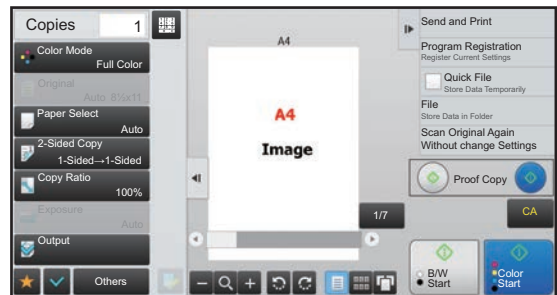 Copies 1
Color Mode
Full Color
Original
Auto 8½x11
Paper Select
Auto
2-Sided Copy
1-Sided→1-Sided
Copy Ratio
100%
Exposure
Auto
Output
Others
A4
A4
Image
1/7
Send and Print
Program Registration
Register Current Settings
Quick File
Store Data Temporarily
File
Store Data in Folder
Scan Original Again
Without change Settings
Proof Copy
CA
B/W
Start
Color
Start